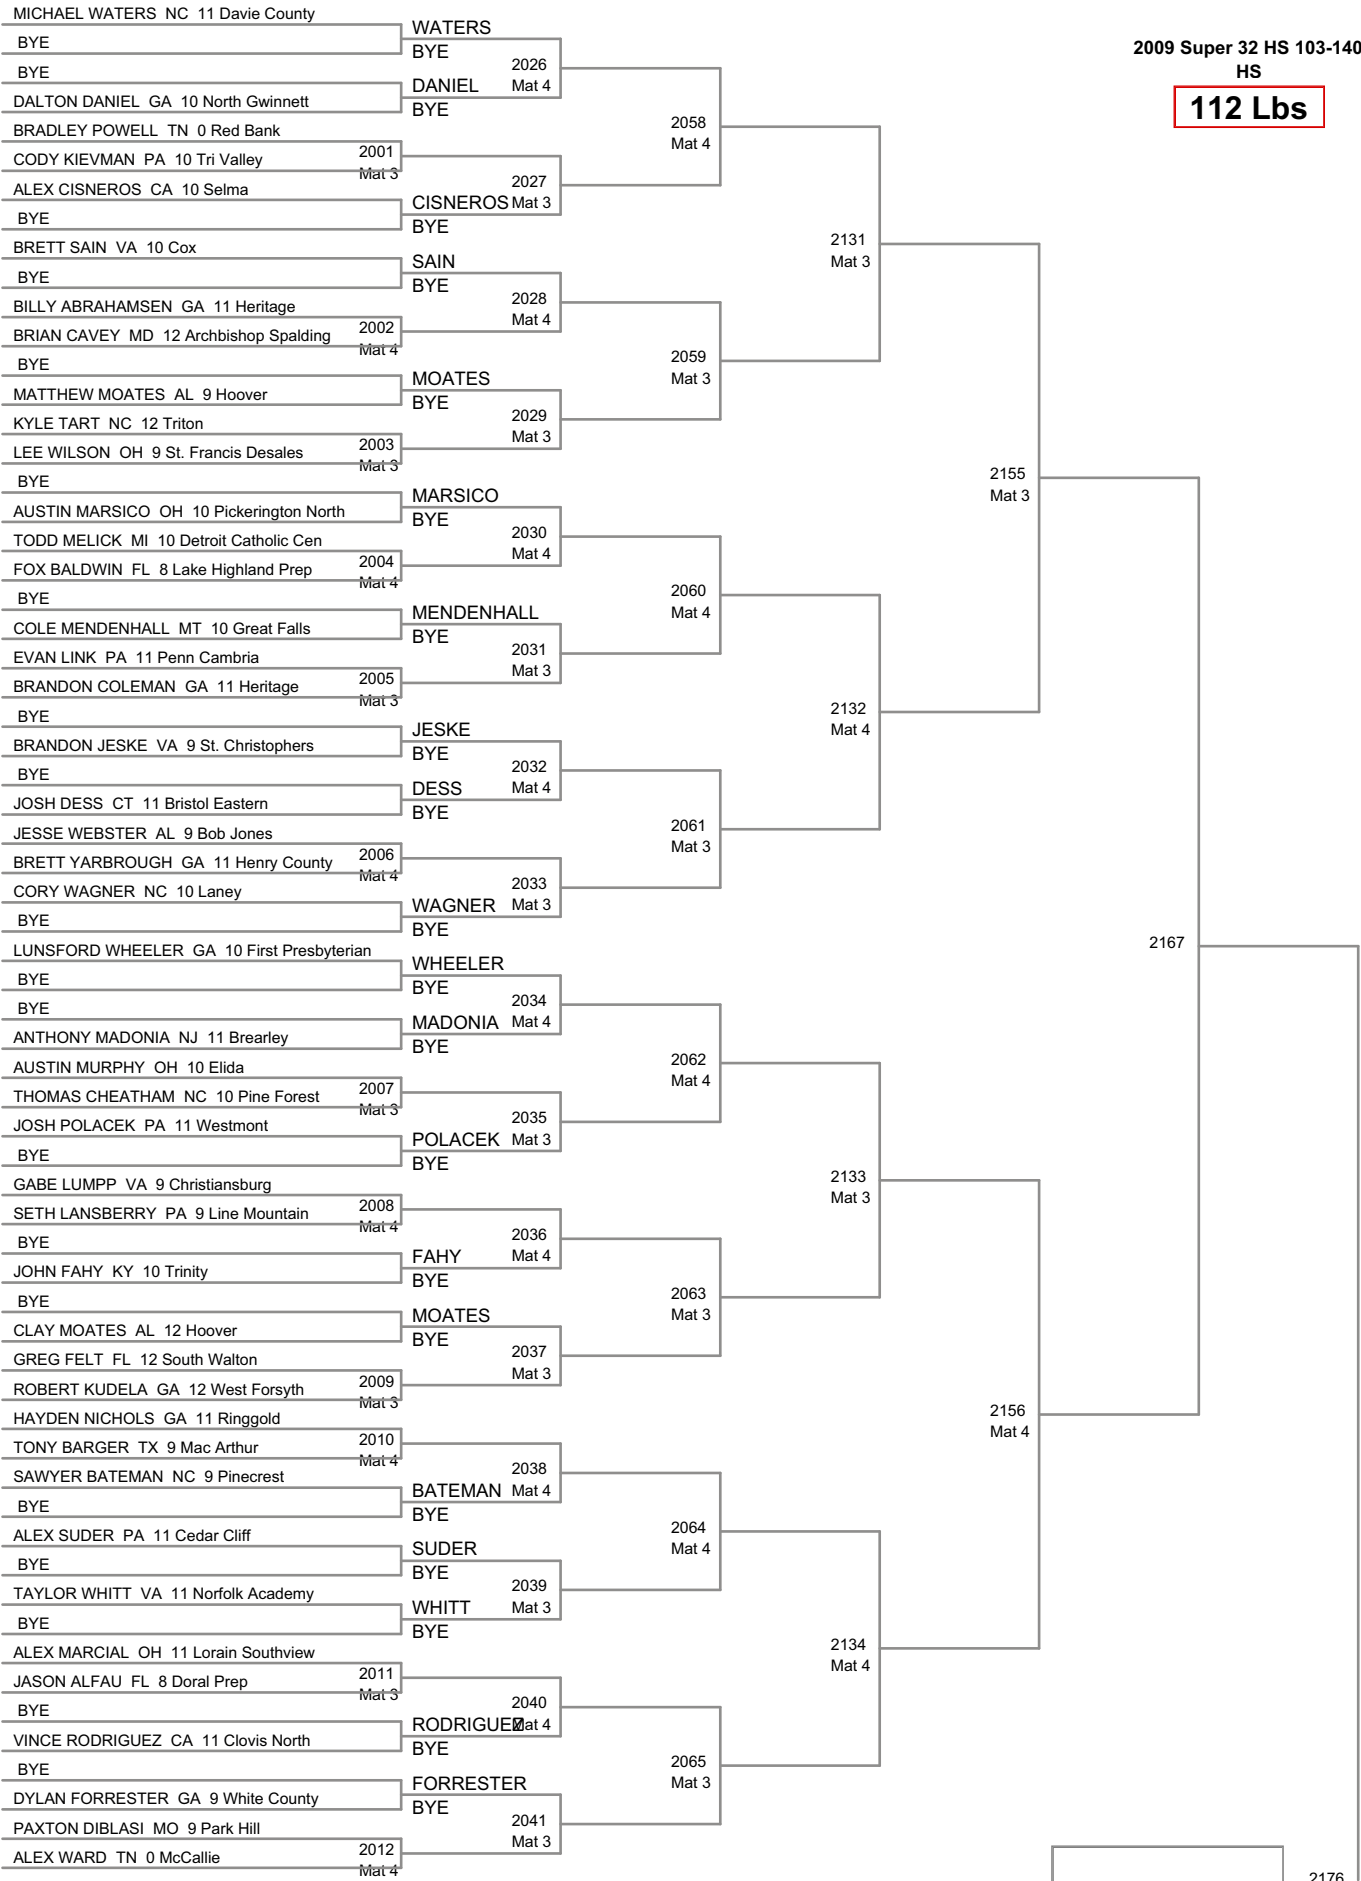 MICHAEL WATERS NC 11 Davie County
BYE
WATERS
BYE
2009 Super 32 HS 103-140
HS
112 Lbs
BYE
DALTON DANIEL GA 10 North Gwinnett
DANIEL
BYE
2026
Mat 4
BRADLEY POWELL TN 0 Red Bank
CODY KIEVMAN PA 10 Tri Valley
2001
Mat 3
2058
Mat 4
ALEX CISNEROS CA 10 Selma
BYE
CISNEROS
BYE
2027
Mat 3
BRETT SAIN VA 10 Cox
BYE
SAIN
BYE
2131
Mat 3
BILLY ABRAHAMSEN GA 11 Heritage
BRIAN CAVEY MD 12 Archbishop Spalding
2002
Mat 4
2028
Mat 4
BYE
MATTHEW MOATES AL 9 Hoover
MOATES
BYE
2059
Mat 3
KYLE TART NC 12 Triton
LEE WILSON OH 9 St. Francis Desales
2003
Mat 3
2029
Mat 3
BYE
AUSTIN MARSICO OH 10 Pickerington North
MARSICO
BYE
2155
Mat 3
TODD MELICK MI 10 Detroit Catholic Cen
FOX BALDWIN FL 8 Lake Highland Prep
2004
Mat 4
2030
Mat 4
BYE
COLE MENDENHALL MT 10 Great Falls
MENDENHALL
BYE
2060
Mat 4
EVAN LINK PA 11 Penn Cambria
BRANDON COLEMAN GA 11 Heritage
2005
Mat 3
2031
Mat 3
BYE
BRANDON JESKE VA 9 St. Christophers
JESKE
BYE
2132
Mat 4
BYE
JOSH DESS CT 11 Bristol Eastern
DESS
BYE
2032
Mat 4
JESSE WEBSTER AL 9 Bob Jones
BRETT YARBROUGH GA 11 Henry County
2006
Mat 4
2061
Mat 3
CORY WAGNER NC 10 Laney
BYE
WAGNER
BYE
2033
Mat 3
LUNSFORD WHEELER GA 10 First Presbyterian
BYE
WHEELER
BYE
2167
BYE
ANTHONY MADONIA NJ 11 Brearley
MADONIA
BYE
2034
Mat 4
AUSTIN MURPHY OH 10 Elida
THOMAS CHEATHAM NC 10 Pine Forest
2007
Mat 3
2062
Mat 4
JOSH POLACEK PA 11 Westmont
BYE
POLACEK
BYE
2035
Mat 3
GABE LUMPP VA 9 Christiansburg
SETH LANSBERRY PA 9 Line Mountain
2008
Mat 4
2133
Mat 3
BYE
JOHN FAHY KY 10 Trinity
FAHY
BYE
2036
Mat 4
BYE
CLAY MOATES AL 12 Hoover
MOATES
BYE
2063
Mat 3
GREG FELT FL 12 South Walton
ROBERT KUDELA GA 12 West Forsyth
2009
Mat 3
2037
Mat 3
HAYDEN NICHOLS GA 11 Ringgold
TONY BARGER TX 9 Mac Arthur
2010
Mat 4
2156
Mat 4
SAWYER BATEMAN NC 9 Pinecrest
BYE
BATEMAN
BYE
2038
Mat 4
ALEX SUDER PA 11 Cedar Cliff
BYE
SUDER
BYE
2064
Mat 4
TAYLOR WHITT VA 11 Norfolk Academy
BYE
WHITT
BYE
2039
Mat 3
ALEX MARCIAL OH 11 Lorain Southview
JASON ALFAU FL 8 Doral Prep
2011
Mat 3
2134
Mat 4
BYE
VINCE RODRIGUEZ CA 11 Clovis North
RODRIGUEZ
BYE
2040
Mat 4
BYE
DYLAN FORRESTER GA 9 White County
FORRESTER
BYE
2065
Mat 3
PAXTON DIBLASI MO 9 Park Hill
ALEX WARD TN 0 McCallie
2012
Mat 4
2041
Mat 3
2176